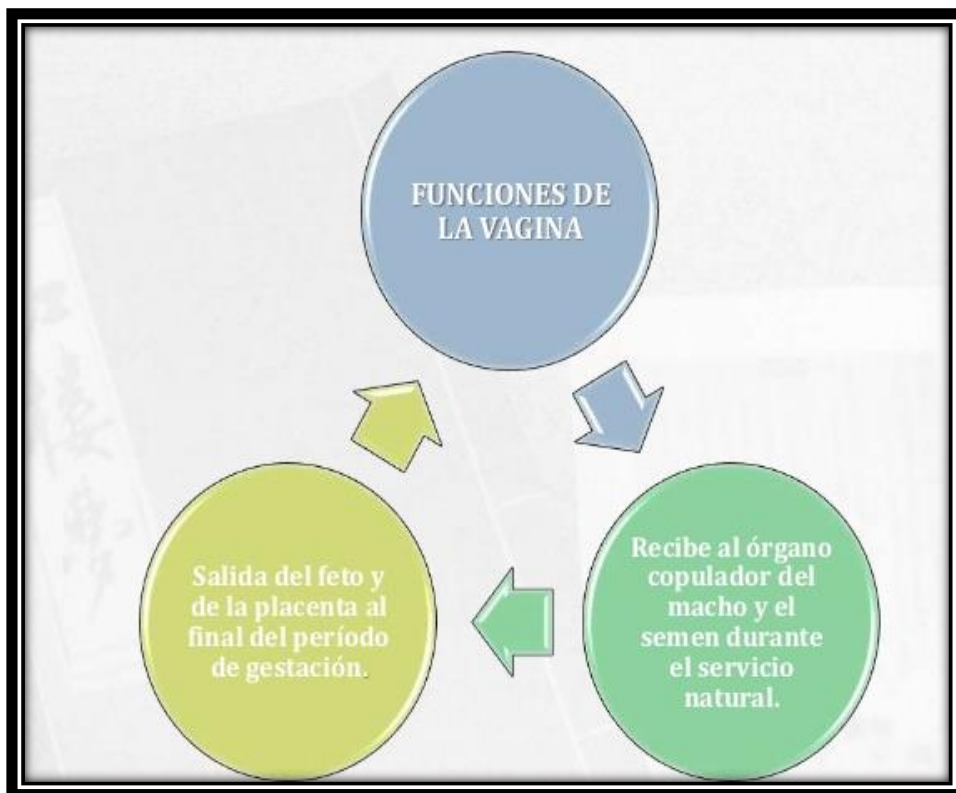 FUNCIONES DE
LA VAGINA
Recibe al órgano
copulador del
macho y el
semen durante
el servicio
natural.
Salida del feto y
de la placenta al
final del período
de gestación.